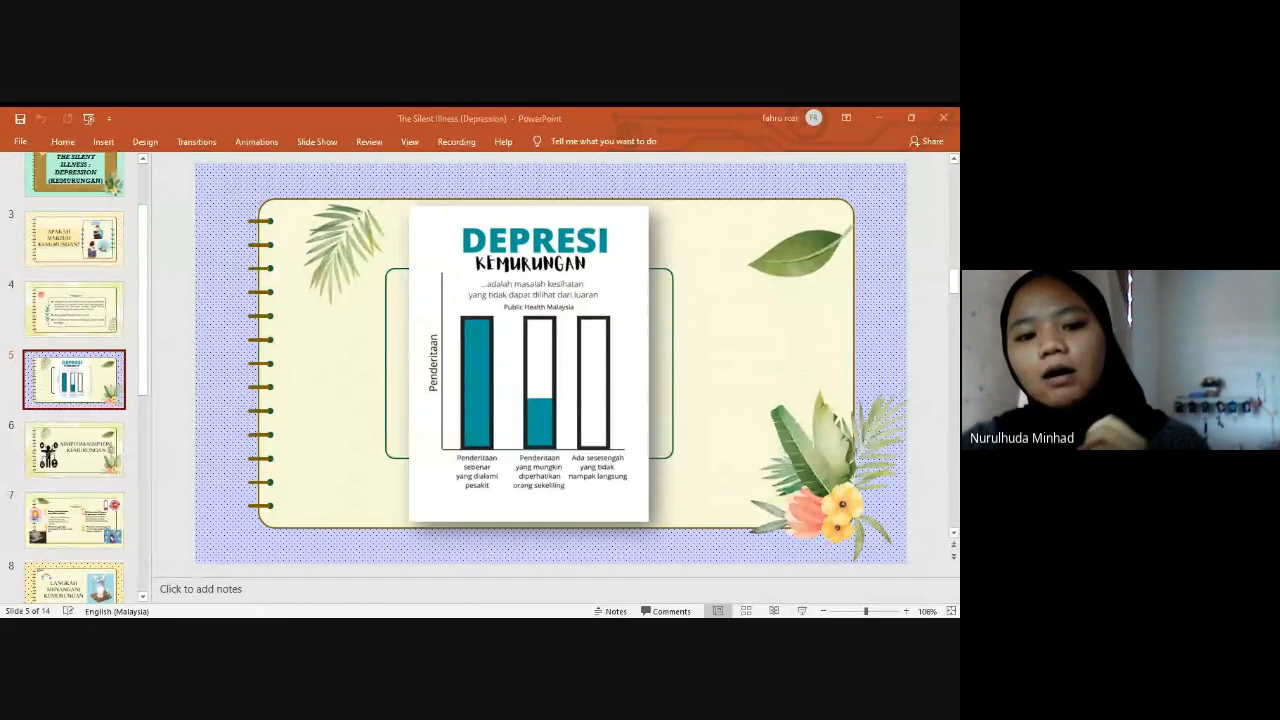 The Silent Illness (Depression) - PowerPoint
fahru rozi
FR
File
Home
Insert
Design
Transitions
Animations
Slide Show
Review
View
Recording
Help
Tell me what you want to do
Share
THE SILENT
ILLNESS :
DEPRESSION
(KEMURUNGAN)
3
APAKAH
MAKSUD
KEMURUNGAN?
4
5
6
KEMURUNGAN
7
8
LANGKAH
MENANGANI
KEMURUNGAN
DEPRESI
KEMURUNGAN
...adalah masalah kesihatan
yang tidak dapat dilihat dari luaran
Public Health Malaysia
Penderitaan
Penderitaan
sebenar
yang dialami
pesakit
Penderitaan
yang mungkin
diperhatikan
orang sekeliling
Ada sesetengah
yang tidak
nampak langsung
Nurulhuda Minhad
Click to add notes
Slide 5 of 14
English (Malaysia)
Notes
Comments
106%